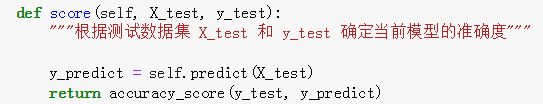 def score(self, X_test, y_test):
    """根据测试数据集 X_test 和 y_test 确定当前模型的准确度"""
    y_predict = self.predict(X_test)
    return accuracy_score(y_test, y_predict)